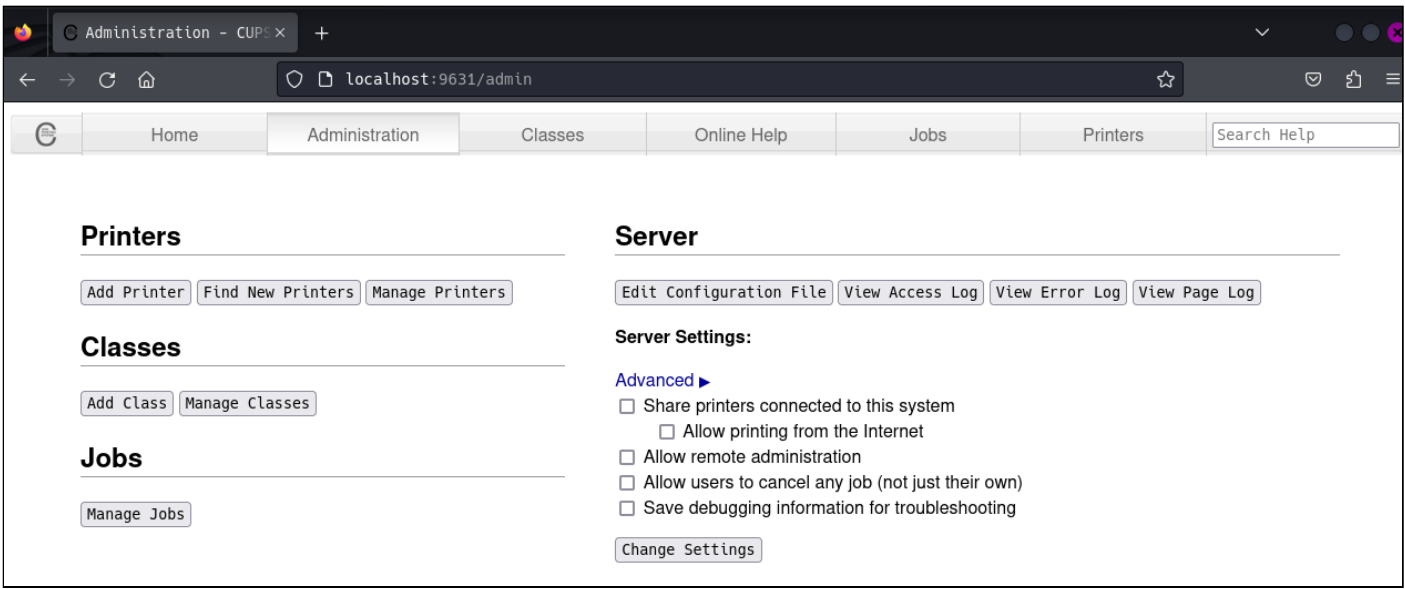 Administration - CUPS
localhost:9631/admin
Home Administration Classes Online Help Jobs Printers Search Help
Printers
Add Printer Find New Printers Manage Printers
Classes
Add Class Manage Classes
Jobs
Manage Jobs
Server
Edit Configuration File View Access Log View Error Log View Page Log
Server Settings:
Advanced ▶
Share printers connected to this system
Allow printing from the Internet
Allow remote administration
Allow users to cancel any job (not just their own)
Save debugging information for troubleshooting
Change Settings